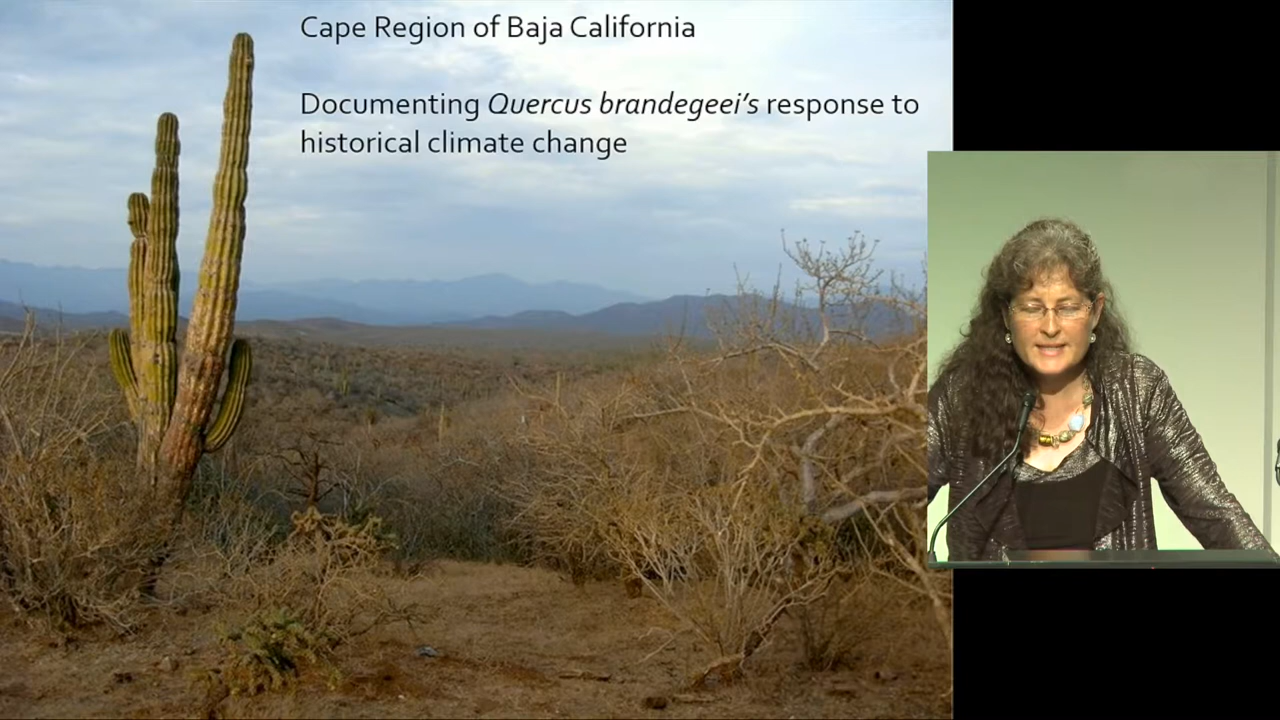 Cape Region of Baja California
Documenting Quercus brandegeei's response to
historical climate change